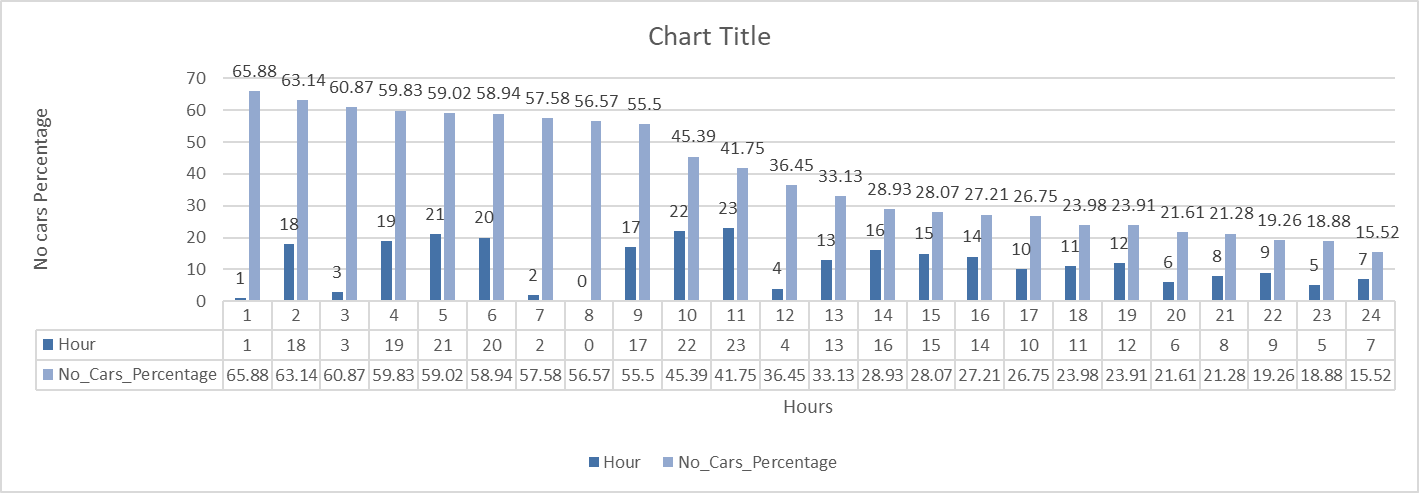 Chart Title
No cars Percentage
70
60
50
40
30
20
10
0
65.88 63.14 60.87 59.83 59.02 58.94 57.58 56.57 55.5 45.39 41.75 36.45 33.13 28.93 28.07 27.21 26.75 23.98 23.91 21.61 21.28 19.26 18.88 15.52
1 18 3 19 21 20 2 0 17 22 23 4 13 16 15 14 10 11 12 6 8 9 5 7
1 2 3 4 5 6 7 8 9 10 11 12 13 14 15 16 17 18 19 20 21 22 23 24
Hour 1 18 3 19 21 20 2 0 17 22 23 4 13 16 15 14 10 11 12 6 8 9 5 7
No_Cars_Percentage 65.88 63.14 60.87 59.83 59.02 58.94 57.58 56.57 55.5 45.39 41.75 36.45 33.13 28.93 28.07 27.21 26.75 23.98 23.91 21.61 21.28 19.26 18.88 15.52
Hours
Hour No_Cars_Percentage